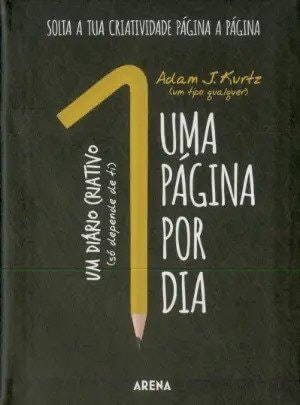 SOLTA A TUA CRIATIVIDADE PÁGINA A PÁGINA
Adam J. Kurtz
(um tipo qualquer)
1
UMA
PÁGINA
POR
DIA
UM DIÁRIO CRIATIVO
(só depende de ti)
ARENA